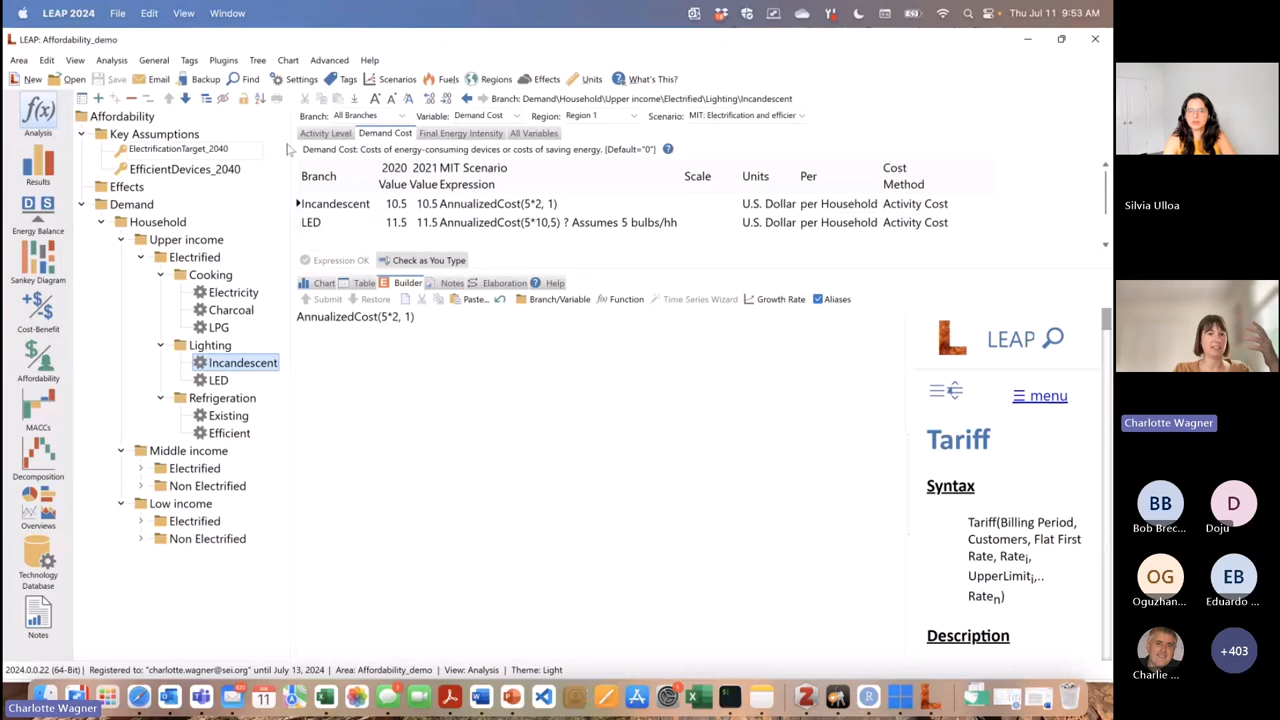 LEAP 2024 File Edit View Window
Thu Jul 11 9:53 AM
LEAP: Affordability_demo
Area Edit View Analysis General Tags Plugins Tree Chart Advanced Help
New Open Save Email Backup Find Settings Tags Scenarios Fuels Regions Effects Units What's This?
Branch: Demand\Household\Upper income\Electrified\Lighting\Incandescent
Branch: All Branches Variable: Demand Cost Region: Region 1 Scenario: MIT: Electrification and efficier
Activity Level Demand Cost Final Energy Intensity All Variables
Demand Cost: Costs of energy-consuming devices or costs of saving energy. [Default="0"]
Branch 2020 Value 2021 Value MIT Scenario Expression Scale Units Per Cost Method
Incandescent 10.5 10.5 AnnualizedCost(5*2, 1) U.S. Dollar per Household Activity Cost
LED 11.5 11.5 AnnualizedCost(5*10,5) ? Assumes 5 bulbs/hh U.S. Dollar per Household Activity Cost
Expression OK Check as You Type
Chart Table Builder Notes Elaboration Help
Submit Restore Paste... Branch/Variable Function Time Series Wizard Growth Rate Aliases
AnnualizedCost(5*2, 1)
Analysis
Results
Energy Balance
Sankey Diagram
Cost-Benefit
Affordability
MACCs
Decomposition
Overviews
Technology
Database
Notes
Affordability
Key Assumptions
ElectrificationTarget_2040
EfficientDevices_2040
Effects
Demand
Household
Upper income
Electrified
Cooking
Electricity
Charcoal
LPG
Lighting
Incandescent
LED
Refrigeration
Existing
Efficient
Middle income
Electrified
Non Electrified
Low income
Electrified
Non Electrified
LEAP
menu
Tariff
Syntax
Tariff(Billing Period,
Customers, Flat First
Rate, Rateᵢ,
UpperLimitᵢ,..
Rateₙ)
Description
2024.0.0.22 (64-Bit) Registered to: "charlotte.wagner@sei.org" until July 13, 2024 Area: Affordability_demo View: Analysis Theme: Light
Charlotte Wagner
Silvia Ulloa
Charlotte Wagner
BB D
Bob Brec... Doju
OG EB
Oguzhan... Eduardo ...
+403
Charlie ...